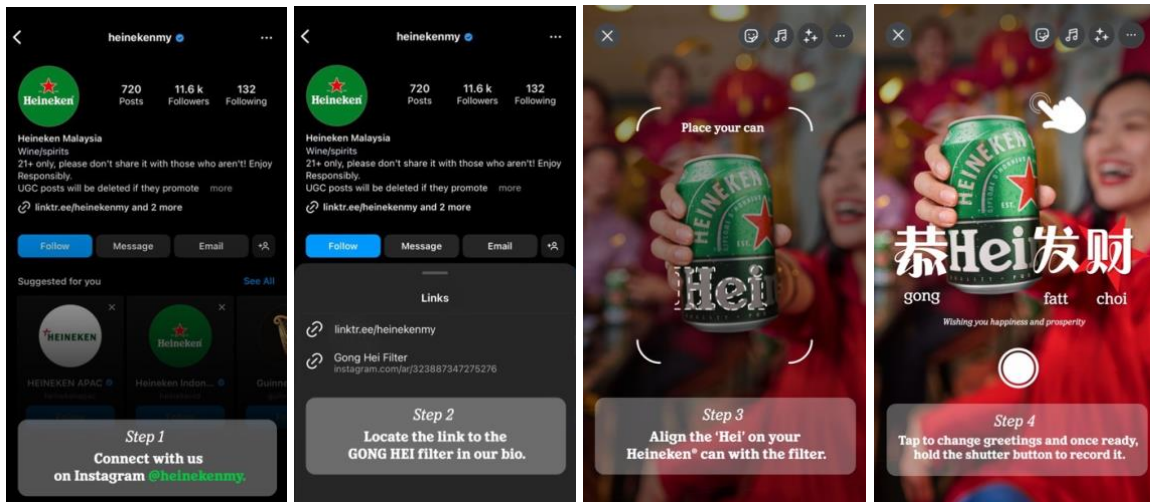 heinekenmy
Heineken
720
Posts
11.6 k
Followers
132
Following
Heineken Malaysia
Wine/spirits
21+ only, please don't share it with those who aren't! Enjoy
Responsibly.
UGC posts will be deleted if they promote more
linktr.ee/heinekenmy and 2 more
Follow
Message
Email
Suggested for you
See All
HEINEKEN
Heineken
HEINEKEN APAC
Heineken Indon...
Guinn
Step 1
Connect with us
on Instagram @heinekenmy.
heinekenmy
Heineken
720
Posts
11.6 k
Followers
132
Following
Heineken Malaysia
Wine/spirits
21+ only, please don't share it with those who aren't! Enjoy
Responsibly.
UGC posts will be deleted if they promote more
linktr.ee/heinekenmy and 2 more
Follow
Message
Email
Links
linktr.ee/heinekenmy
Gong Hei Filter
instagram.com/ar/323887347275276
Step 2
Locate the link to the
GONG HEI filter in our bio.
Place your can
HEINEKEN
Hei
Step 3
Align the ‘Hei’ on your
Heineken® can with the filter.
HEINEKEN
EST.
恭Hei发财
gong fatt choi
Wishing you happiness and prosperity
Step 4
Tap to change greetings and once ready,
hold the shutter button to record it.